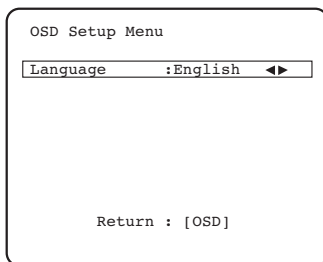 OSD Setup Menu
Language :English ◀▶
Return : [OSD]